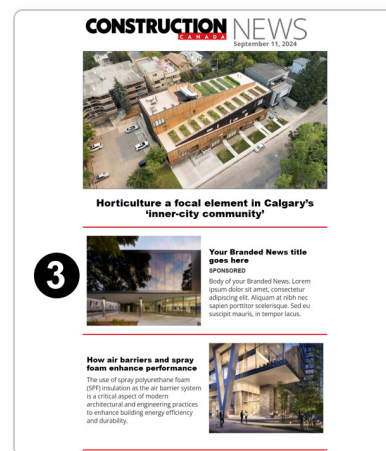 CONSTRUCTION NEWS
CANADA
September 11, 2024
Horticulture a focal element in Calgary's
'inner-city community'
3
Your Branded News title
goes here
SPONSORED
Body of your Branded News. Lorem
ipsum dolor sit amet, consectetur
adipiscing elit. Aliquam at nibh nec
sapien porttitor scelerisque. Sed eu
suscipit mauris, in tempor lacus.
How air barriers and spray
foam enhance performance
The use of spray polyurethane foam
(SPF) insulation as the air barrier system
is a critical aspect of modern
architectural and engineering practices
to enhance building energy efficiency
and durability.